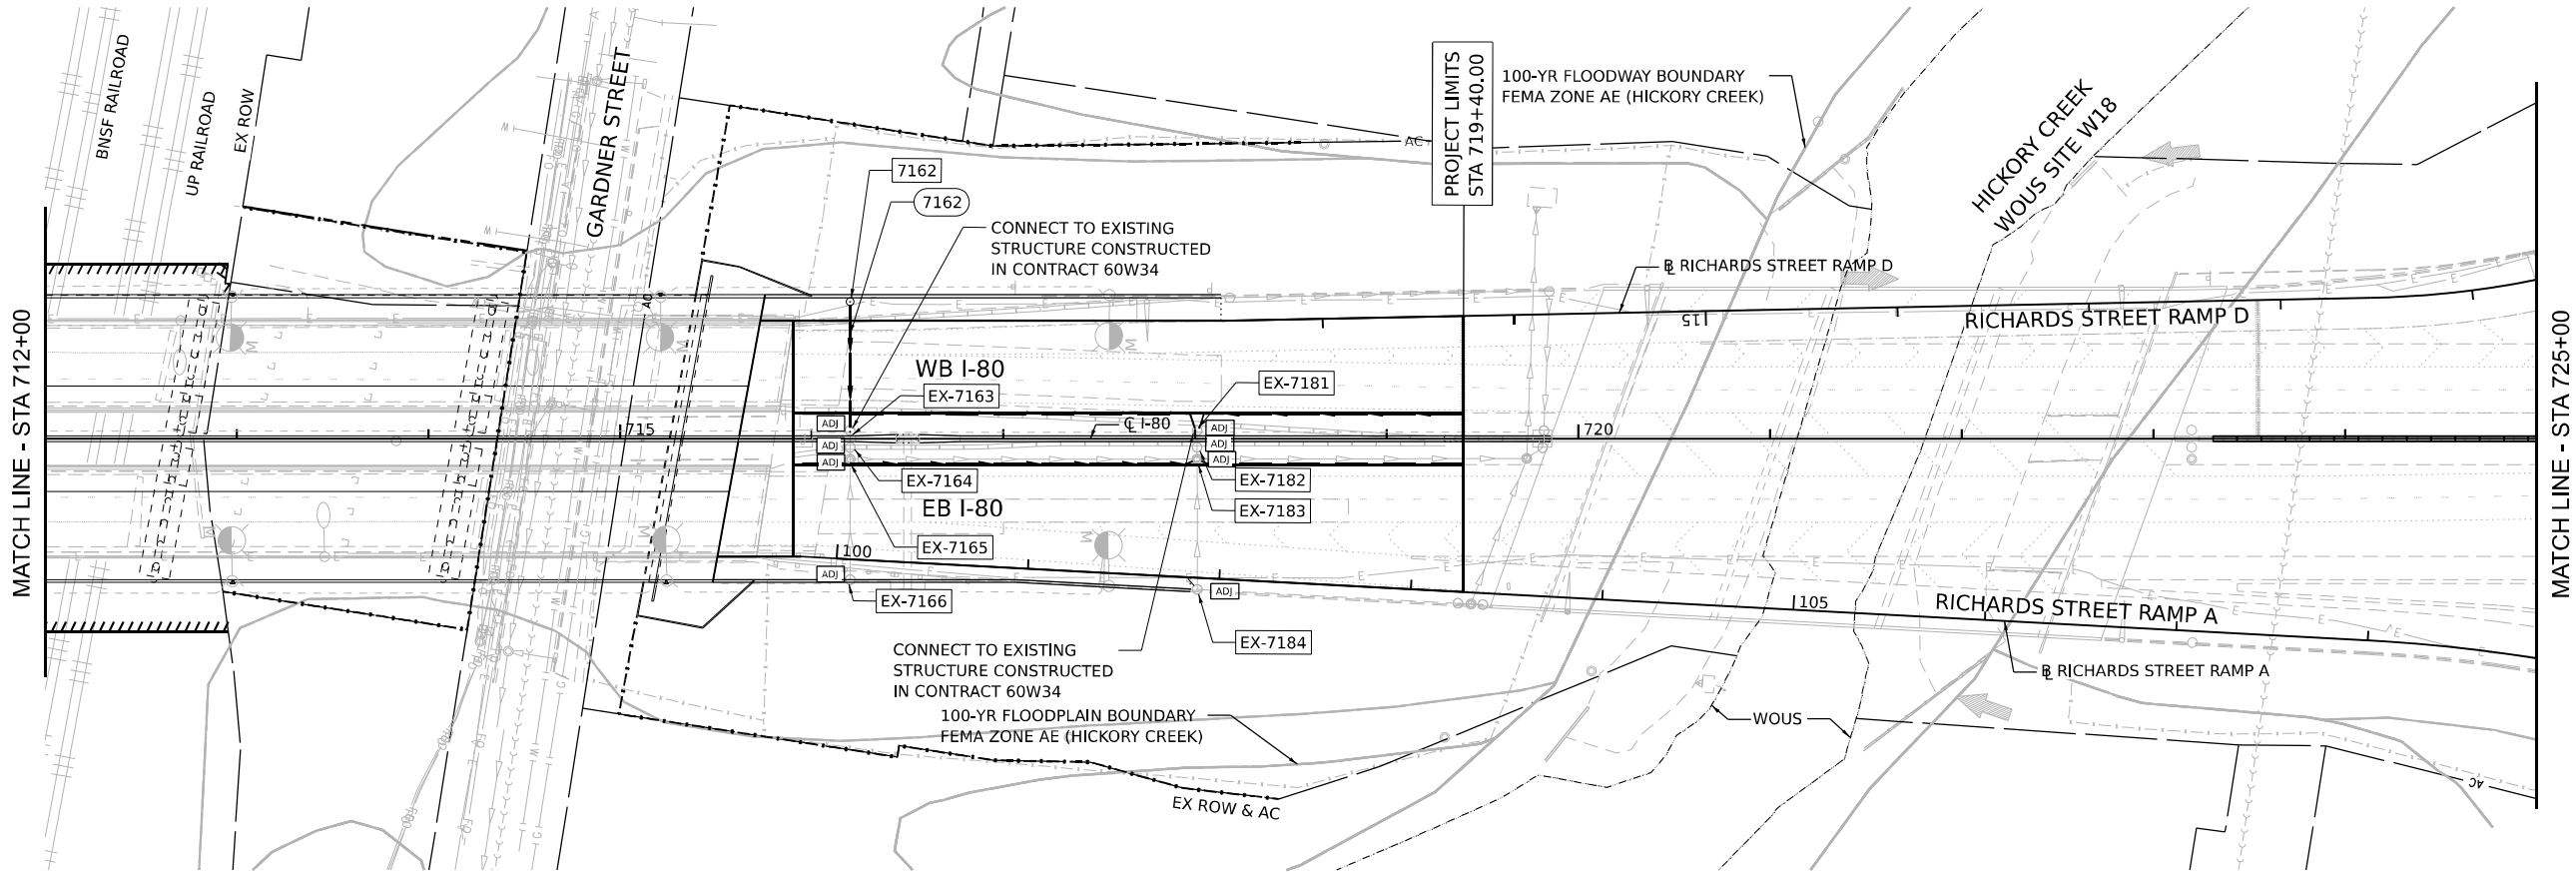 MATCH LINE - STA 712+00
BNSF RAILROAD
UP RAILROAD
EX ROW
GARDNER STREET
7162
7162
CONNECT TO EXISTING
STRUCTURE CONSTRUCTED
IN CONTRACT 60W34
AC
PROJECT LIMITS
STA 719+40.00
100-YR FLOODWAY BOUNDARY
FEMA ZONE AE (HICKORY CREEK)
HICKORY CREEK
WOUS SITE W18
AC
℄ RICHARDS STREET RAMP D
15
RICHARDS STREET RAMP D
WB I-80
EX-7163
EX-7181
ADJ
ADJ
ADJ
ADJ
ADJ
ADJ
715
℄ I-80
720
EX-7164
EX-7182
EB I-80
EX-7183
EX-7165
100
ADJ
EX-7166
ADJ
105
RICHARDS STREET RAMP A
EX-7184
CONNECT TO EXISTING
STRUCTURE CONSTRUCTED
IN CONTRACT 60W34
RICHARDS STREET RAMP A
100-YR FLOODPLAIN BOUNDARY
FEMA ZONE AE (HICKORY CREEK)
WOUS
EX ROW & AC
AC
MATCH LINE - STA 725+00